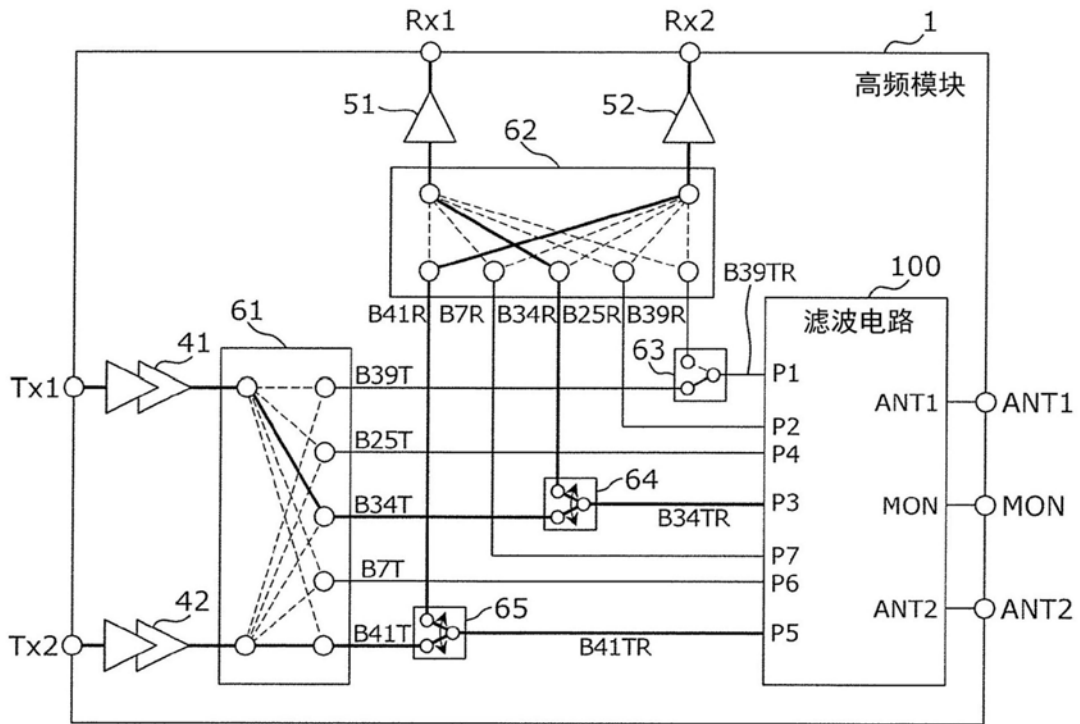 Rx1
Rx2
1
高频模块
51
52
62
B41R
B7R
B34R
B25R
B39R
B39TR
100
滤波电路
61
41
Tx1
B39T
63
P1
ANT1
ANT1
P2
B25T
P4
64
B34T
B34TR
P3
MON
MON
P7
B7T
P6
42
65
ANT2
ANT2
Tx2
B41T
B41TR
P5